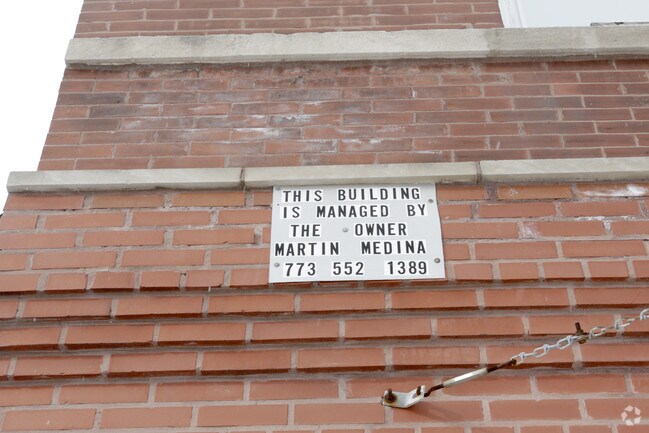 THIS BUILDING
IS MANAGED BY
THE OWNER
MARTIN MEDINA
773 552 1389